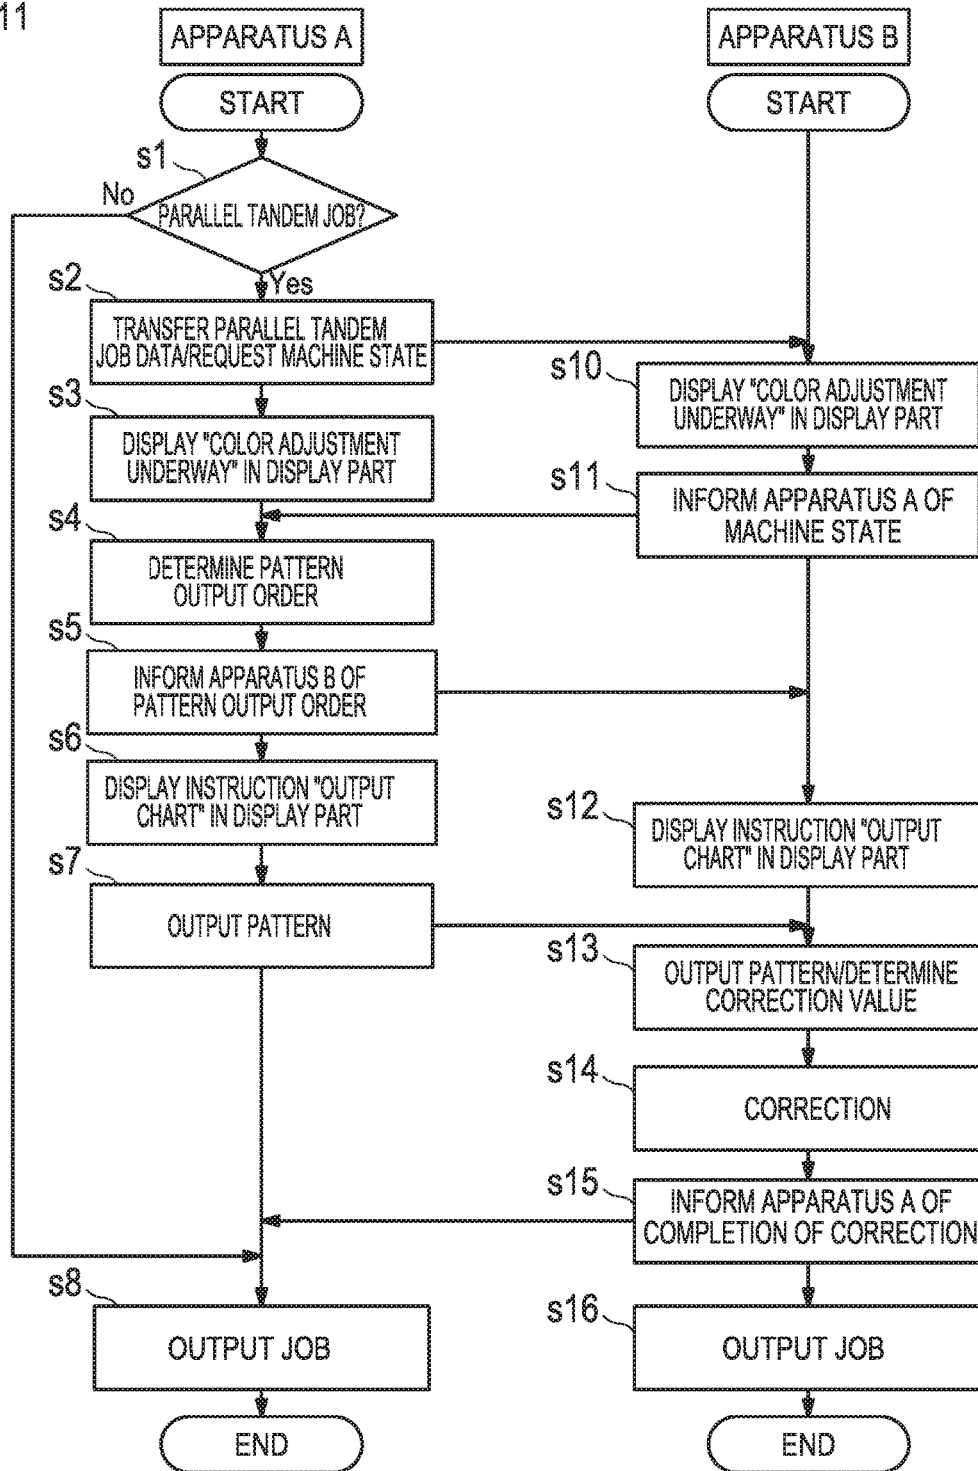 11
APPARATUS A
START
s1
No
PARALLEL TANDEM JOB?
Yes
s2
TRANSFER PARALLEL TANDEM
JOB DATA/REQUEST MACHINE STATE
s3
DISPLAY "COLOR ADJUSTMENT
UNDERWAY" IN DISPLAY PART
s4
DETERMINE PATTERN
OUTPUT ORDER
s5
INFORM APPARATUS B OF
PATTERN OUTPUT ORDER
s6
DISPLAY INSTRUCTION "OUTPUT
CHART" IN DISPLAY PART
s7
OUTPUT PATTERN
s8
OUTPUT JOB
END
APPARATUS B
START
s10
DISPLAY "COLOR ADJUSTMENT
UNDERWAY" IN DISPLAY PART
s11
INFORM APPARATUS A OF
MACHINE STATE
s12
DISPLAY INSTRUCTION "OUTPUT
CHART" IN DISPLAY PART
s13
OUTPUT PATTERN/DETERMINE
CORRECTION VALUE
s14
CORRECTION
s15
INFORM APPARATUS A OF
COMPLETION OF CORRECTION
s16
OUTPUT JOB
END